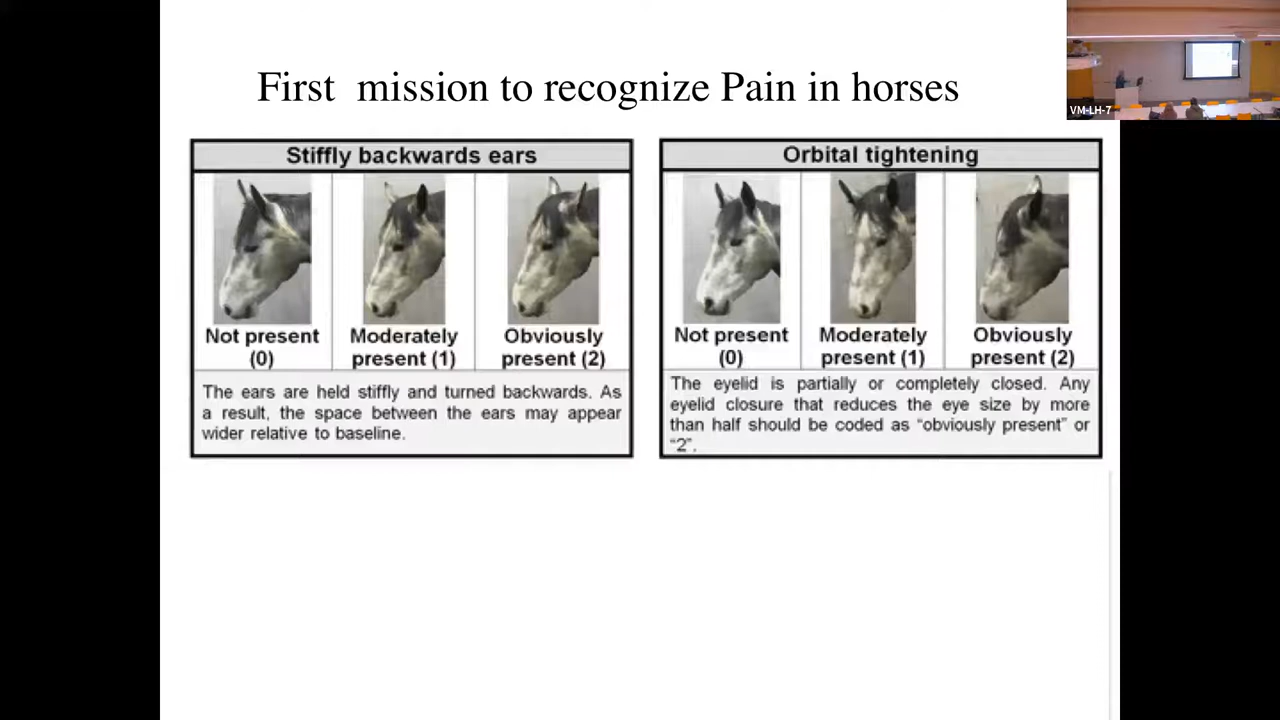 First mission to recognize Pain in horses
VM-LH-7
Stiffly backwards ears
Not present
(0)
Moderately
present (1)
Obviously
present (2)
The ears are held stiffly and turned backwards. As
a result, the space between the ears may appear
wider relative to baseline.
Orbital tightening
Not present
(0)
Moderately
present (1)
Obviously
present (2)
The eyelid is partially or completely closed. Any
eyelid closure that reduces the eye size by more
than half should be coded as “obviously present” or
“2”.